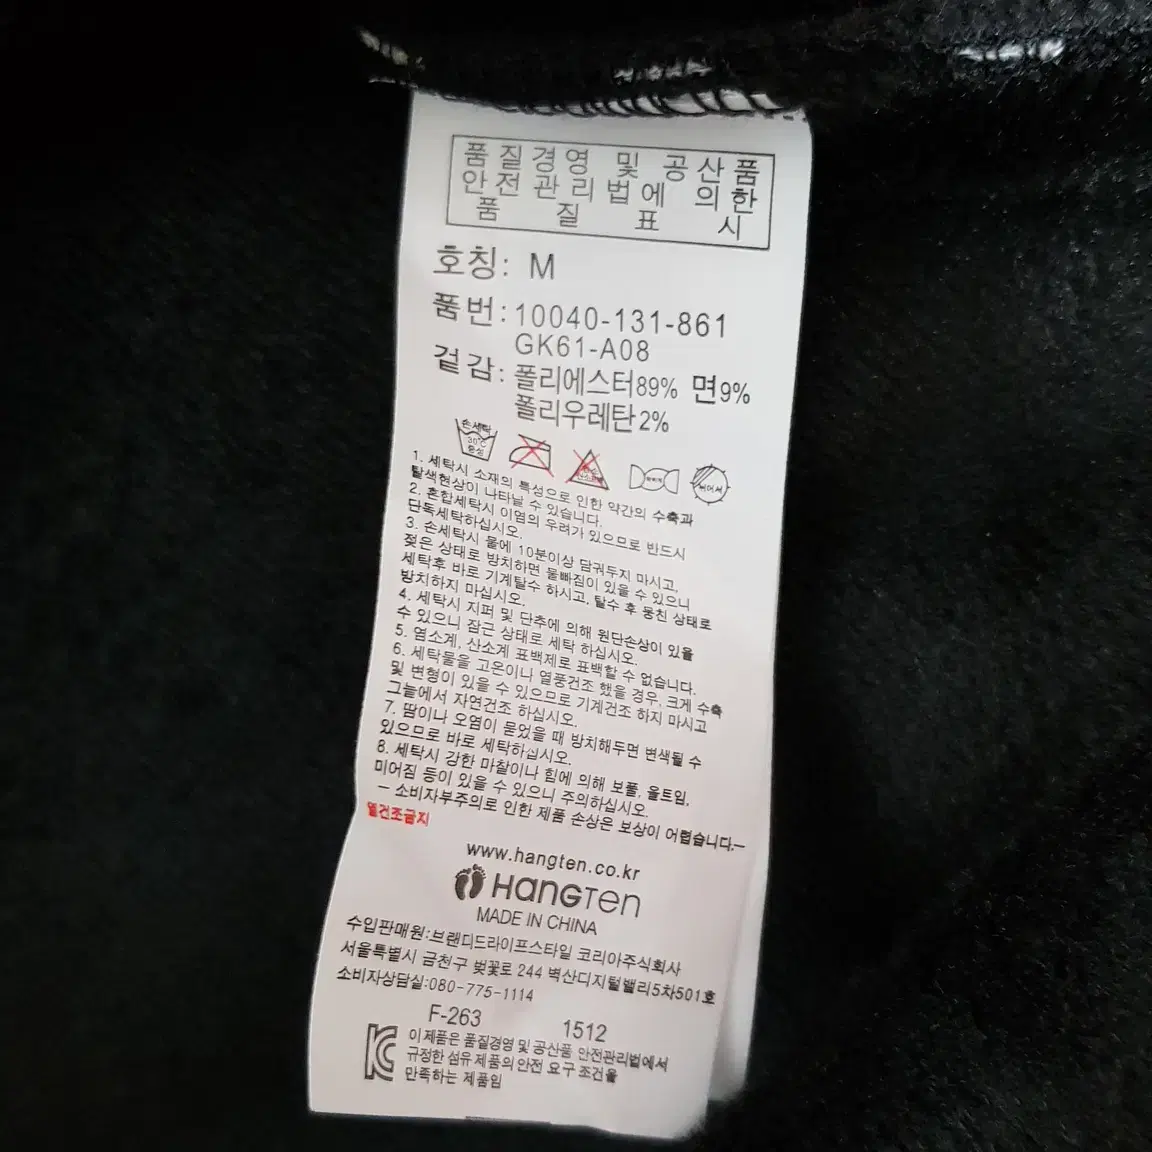 품질경영 및 공산품
안전관리법에 의한
품 질 표 시
호칭: M
품번: 10040-131-861
GK61-A08
겉감: 폴리에스터89% 면9%
폴리우레탄2%
손세탁
30℃
중성
뉘어서
1. 세탁시 소재의 특성으로 인한 약간의 수축과
탈색현상이 나타날 수 있습니다.
2. 혼합세탁시 이염의 우려가 있으므로 반드시
단독세탁하십시오.
3. 손세탁시 물에 10분이상 담궈두지 마시고,
젖은 상태로 방치하면 물빠짐이 있을 수 있으니
세탁후 바로 기계탈수 하시고, 탈수 후 뭉친 상태로
방치하지 마십시오.
4. 세탁시 지퍼 및 단추에 의해 원단손상이 있을
수 있으니 잠근 상태로 세탁 하십시오.
5. 염소계, 산소계 표백제로 표백할 수 없습니다.
6. 세탁물을 고온이나 열풍건조 했을 경우, 크게 수축
및 변형이 있을 수 있으므로 기계건조 하지 마시고
그늘에서 자연건조 하십시오.
7. 땀이나 오염이 묻었을 때 방치해두면 변색될 수
있으므로 바로 세탁하십시오.
8. 세탁시 강한 마찰이나 힘에 의해 보풀, 올트임,
미어짐 등이 있을 수 있으니 주의하십시오.
- 소비자부주의로 인한 제품 손상은 보상이 어렵습니다.-
열건조금지
www.hangten.co.kr
HANGTEN
MADE IN CHINA
수입판매원:브랜디드라이프스타일 코리아주식회사
서울특별시 금천구 벚꽃로 244 벽산디지털밸리5차501호
소비자상담실:080-775-1114
F-263 1512
이 제품은 품질경영 및 공산품 안전관리법에서
규정한 섬유 제품의 안전 요구 조건을
만족하는 제품임